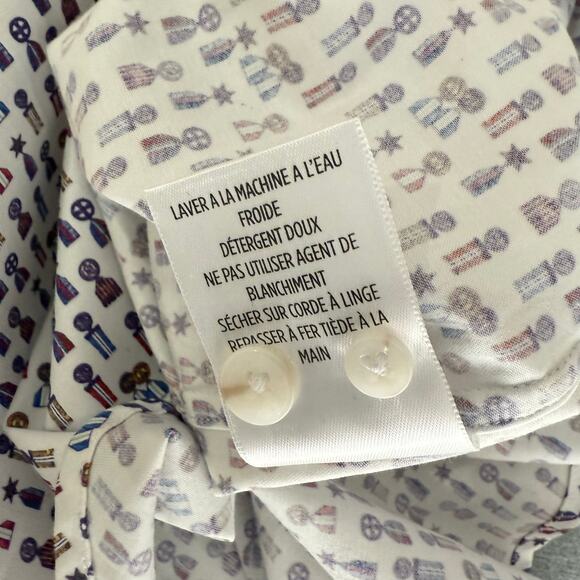 LAVER A LA MACHINE A L'EAU
FROIDE
DÉTERGENT DOUX
NE PAS UTILISER AGENT DE
BLANCHIMENT
SÉCHER SUR CORDE À LINGE
REPASSER À FER TIÈDE À LA
MAIN